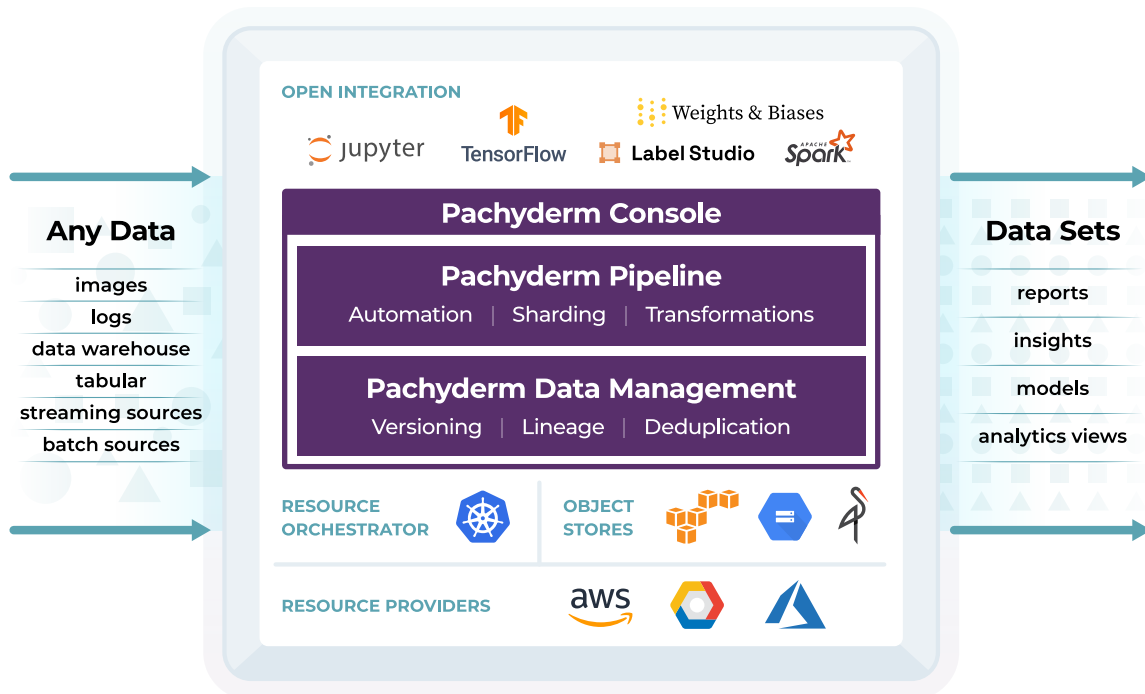 OPEN INTEGRATION
Weights & Biases
jupyter
TensorFlow
Label Studio
APACHE
Spark
Any Data
images
logs
data warehouse
tabular
streaming sources
batch sources
Pachyderm Console
Pachyderm Pipeline
Automation | Sharding | Transformations
Pachyderm Data Management
Versioning | Lineage | Deduplication
Data Sets
reports
insights
models
analytics views
RESOURCE
ORCHESTRATOR
OBJECT
STORES
RESOURCE PROVIDERS
aws